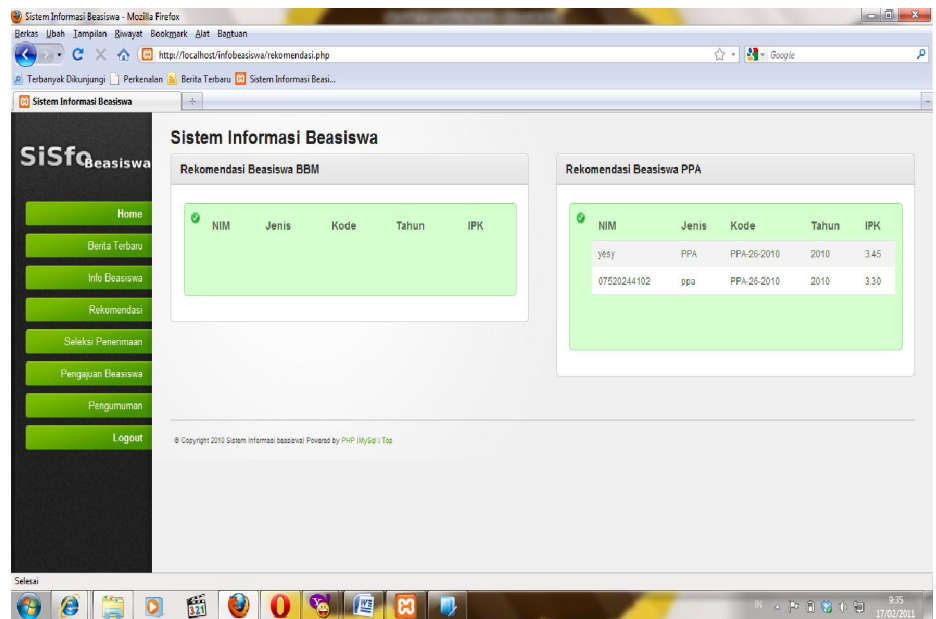 Sistem Informasi Beasiswa - Mozilla Firefox
Berkas Ubah Tampilan Riwayat Bookmark Alat Bantuan
http://localhost/infobeasiswa/rekomendasi.php
Google
Terbanyak Dikunjungi Perkenalan Berita Terbaru Sistem Informasi Beasi...
Sistem Informasi Beasiswa
SiSfo Beasiswa
Sistem Informasi Beasiswa
Rekomendasi Beasiswa BBM
NIM Jenis Kode Tahun IPK
Rekomendasi Beasiswa PPA
NIM Jenis Kode Tahun IPK
yesy PPA PPA-26-2010 2010 3.45
07520244102 ppa PPA-26-2010 2010 3.30
Home
Berita Terbaru
Info Beasiswa
Rekomendasi
Seleksi Penerimaan
Pengajuan Beasiswa
Pengumuman
Logout
© Copyright 2010 Sistem Informasi beasiswa| Powered by PHP |MySql | Top
Selesai
321
IN
9:35
17/02/2011